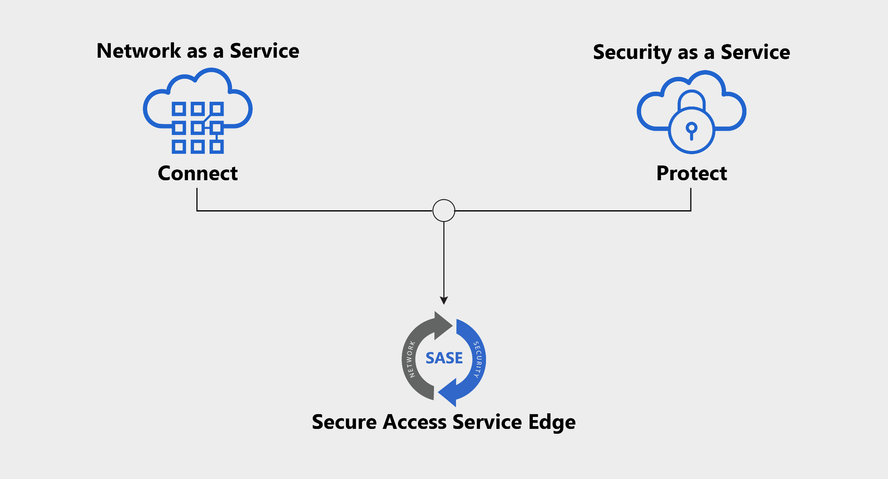 Network as a Service
Security as a Service
Connect
Protect
NETWORK
SASE
SECURITY
Secure Access Service Edge